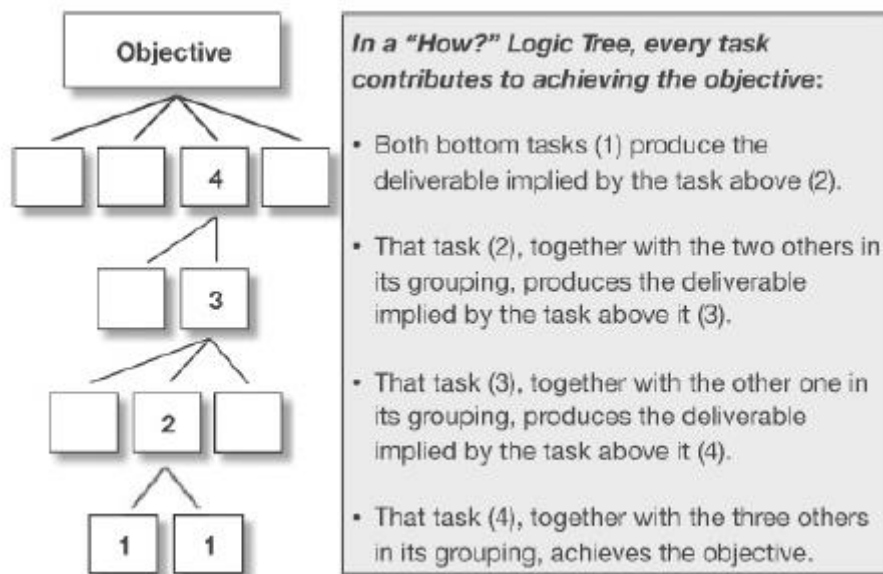 Objective
4
3
2
1 1
In a “How?” Logic Tree, every task
contributes to achieving the objective:
• Both bottom tasks (1) produce the
deliverable implied by the task above (2).
• That task (2), together with the two others in
its grouping, produces the deliverable
implied by the task above it (3).
• That task (3), together with the other one in
its grouping, produces the deliverable
implied by the task above it (4).
• That task (4), together with the three others
in its grouping, achieves the objective.